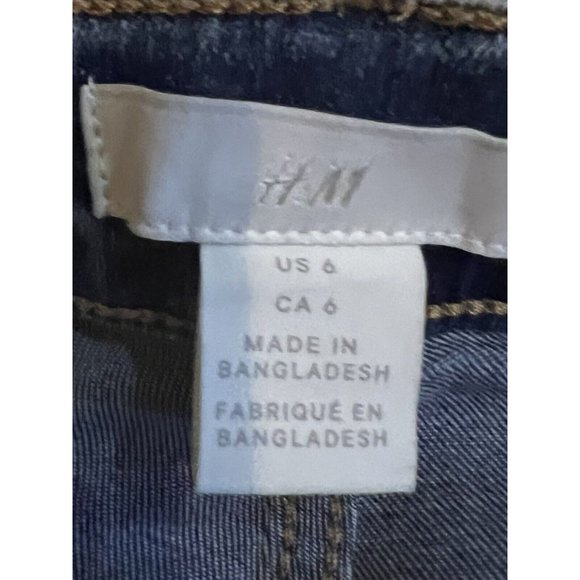 H&M
US 6
CA 6
MADE IN
BANGLADESH
FABRIQUÉ EN
BANGLADESH